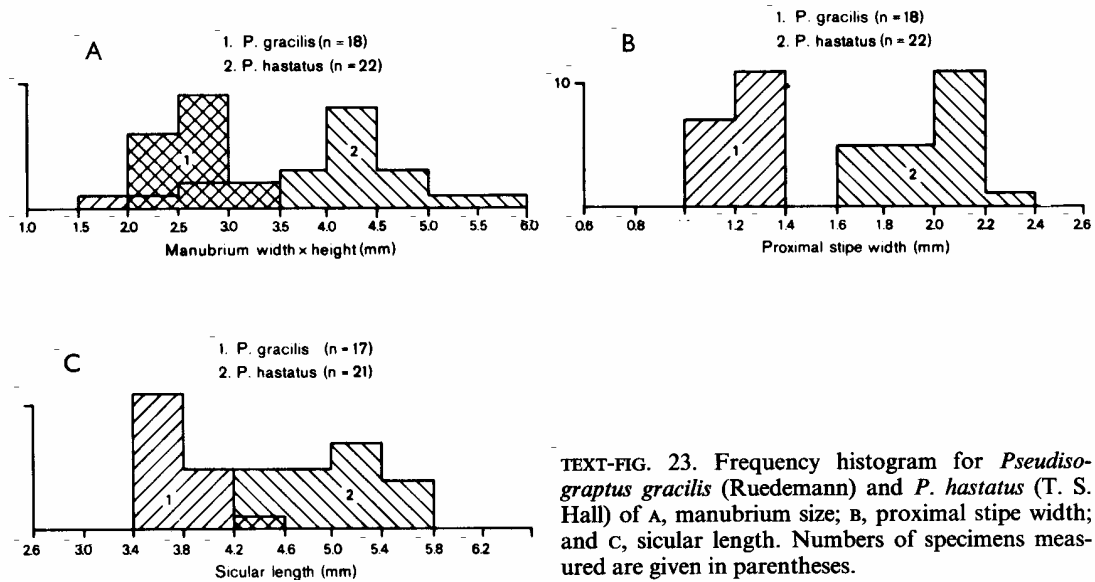 A
1. P. gracilis (n = 18)
2. P. hastatus (n = 22)
1
2
1.0 2.0 2.5 3.0 3.5 4.0 4.5 5.0 5.5 6.0
Manubrium width × height (mm)
B
1. P. gracilis (n = 18)
2. P. hastatus (n = 22)
10
1
2
0.6 0.8 1.0 1.2 1.4 1.6 1.8 2.0 2.2 2.4 2.6
Proximal stipe width (mm)
C
1. P. gracilis (n - 17)
2. P. hastatus (n - 21)
1
2
2.6 3.0 3.4 3.8 4.2 4.6 5.0 5.4 5.8 6.2
Sicular length (mm)
TEXT-FIG. 23. Frequency histogram for Pseudiso-
graptus gracilis (Ruedemann) and P. hastatus (T. S.
Hall) of A, manubrium size; B, proximal stipe width;
and C, sicular length. Numbers of specimens meas-
ured are given in parentheses.